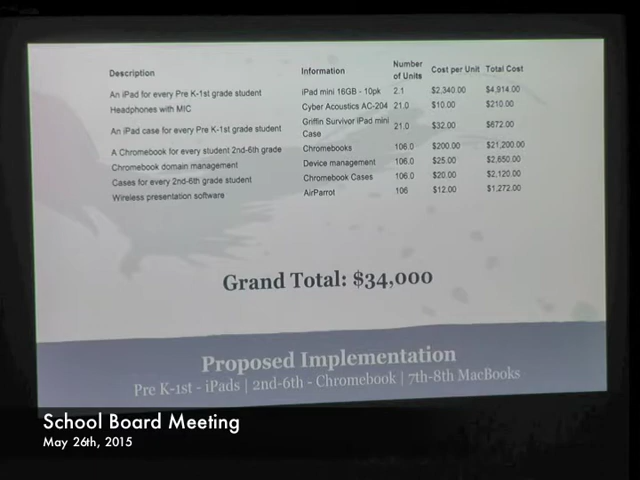 Description Information Number of Units Cost per Unit Total Cost
An iPad for every Pre K-1st grade student iPad mini 16GB - 10pk 2.1 $2,340.00 $4,914.00
Headphones with MIC Cyber Acoustics AC-204 21.0 $10.00 $210.00
An iPad case for every Pre K-1st grade student Griffin Survivor iPad mini Case 21.0 $32.00 $672.00
A Chromebook for every student 2nd-6th grade Chromebooks 106.0 $200.00 $21,200.00
Chromebook domain management Device management 106.0 $25.00 $2,650.00
Cases for every 2nd-6th grade student Chromebook Cases 106.0 $20.00 $2,120.00
Wireless presentation software AirParrot 106 $12.00 $1,272.00
Grand Total: $34,000
Proposed Implementation
Pre K-1st - iPads | 2nd-6th - Chromebook | 7th-8th MacBooks
School Board Meeting
May 26th, 2015